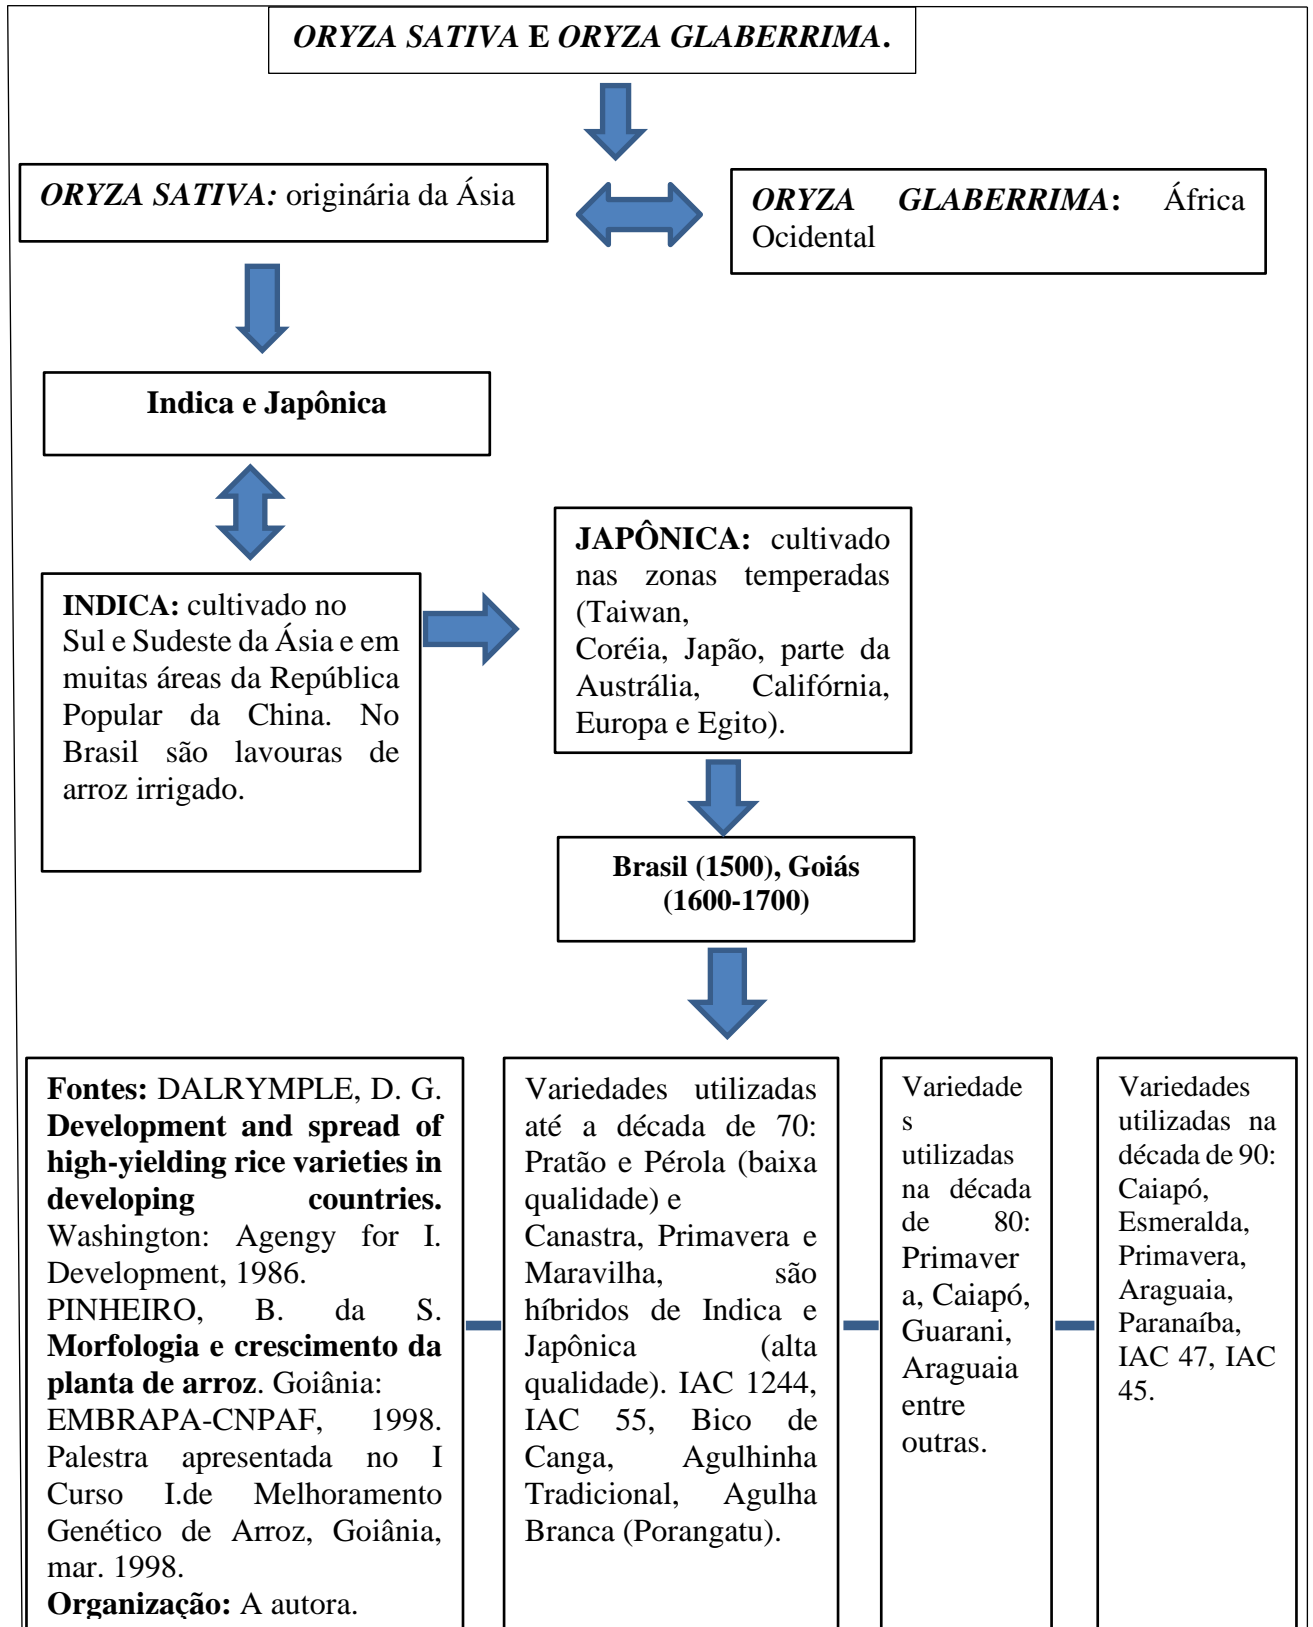 ORYZA SATIVA E ORYZA GLABERRIMA.
ORYZA SATIVA: originária da Ásia
ORYZA GLABERRIMA: África
Ocidental
Indica e Japônica
INDICA: cultivado no
Sul e Sudeste da Ásia e em
muitas áreas da República
Popular da China. No
Brasil são lavouras de
arroz irrigado.
JAPÔNICA: cultivado
nas zonas temperadas
(Taiwan,
Coréia, Japão, parte da
Austrália, Califórnia,
Europa e Egito).
Brasil (1500), Goiás
(1600-1700)
Fontes: DALRYMPLE, D. G.
Development and spread of
high-yielding rice varieties in
developing countries.
Washington: Agengy for I.
Development, 1986.
PINHEIRO, B. da S.
Morfologia e crescimento da
planta de arroz. Goiânia:
EMBRAPA-CNPAF, 1998.
Palestra apresentada no I
Curso I.de Melhoramento
Genético de Arroz, Goiânia,
mar. 1998.
Organização: A autora.
Variedades utilizadas
até a década de 70:
Pratão e Pérola (baixa
qualidade) e
Canastra, Primavera e
Maravilha, são
híbridos de Indica e
Japônica (alta
qualidade). IAC 1244,
IAC 55, Bico de
Canga, Agulhinha
Tradicional, Agulha
Branca (Porangatu).
Variedade
s
utilizadas
na década
de 80:
Primaver
a, Caiapó,
Guarani,
Araguaia
entre
outras.
Variedades
utilizadas na
década de 90:
Caiapó,
Esmeralda,
Primavera,
Araguaia,
Paranaíba,
IAC 47, IAC
45.